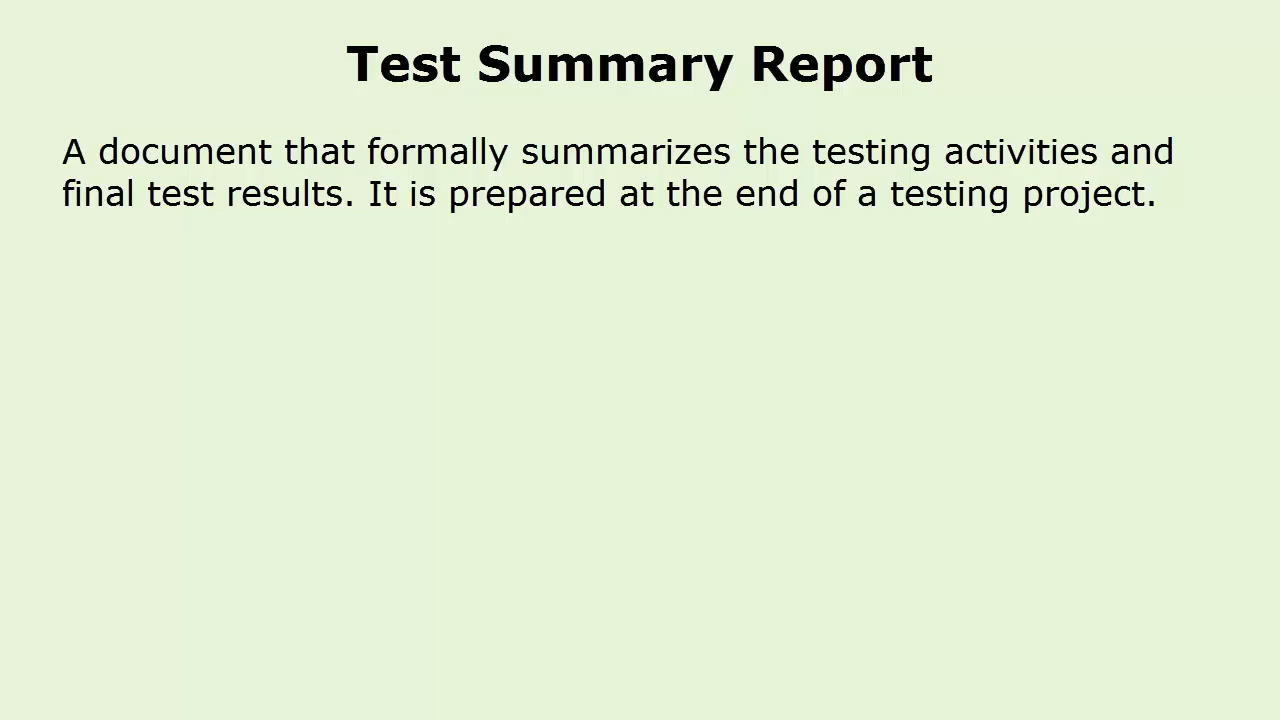 Test Summary Report
A document that formally summarizes the testing activities and
final test results. It is prepared at the end of a testing project.